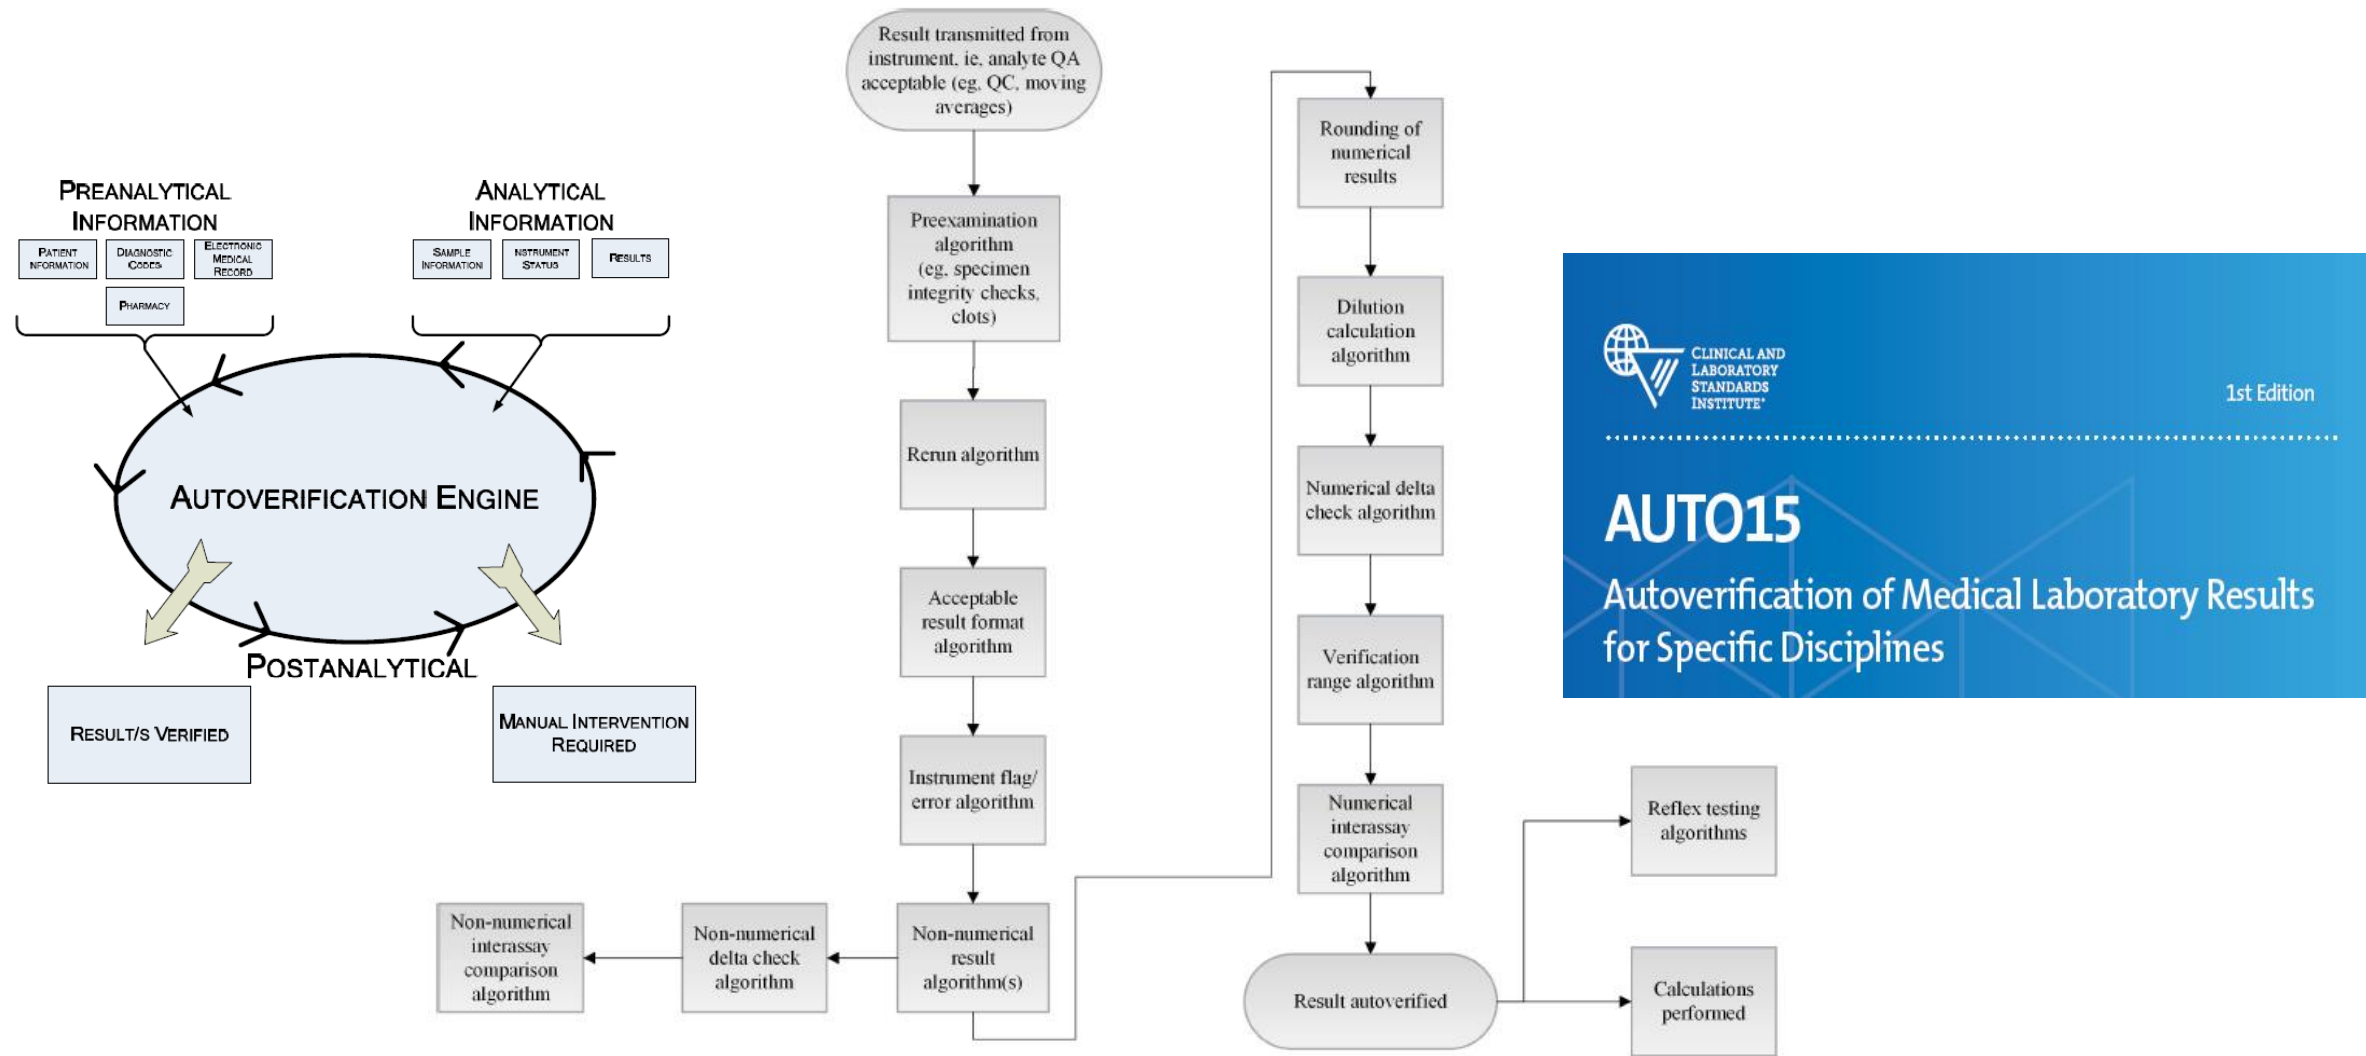 PREANALYTICAL
INFORMATION
PATIENT
NFORMATION
DIAGNOSTIC
CODES
ELECTRONIC
MEDICAL
RECORD
PHARMACY
ANALYTICAL
INFORMATION
SAMPLE
INFORMATION
NSTRUMENT
STATUS
RESULTS
AUTOVERIFICATION ENGINE
POSTANALYTICAL
RESULT/S VERIFIED
MANUAL INTERVENTION
REQUIRED
Result transmitted from
instrument, ie, analyte QA
acceptable (eg, QC, moving
averages)
Preexamination
algorithm
(eg, specimen
integrity checks,
clots)
Rerun algorithm
Acceptable
result format
algorithm
Instrument flag/
error algorithm
Non-numerical
result
algorithm(s)
Non-numerical
delta check
algorithm
Non-numerical
interassay
comparison
algorithm
Rounding of
numerical
results
Dilution
calculation
algorithm
Numerical delta
check algorithm
Verification
range algorithm
Numerical
interassay
comparison
algorithm
Result autoverified
Reflex testing
algorithms
Calculations
performed
CLINICAL AND
LABORATORY
STANDARDS
INSTITUTE®
1st Edition
AUTO15
Autoverification of Medical Laboratory Results
for Specific Disciplines